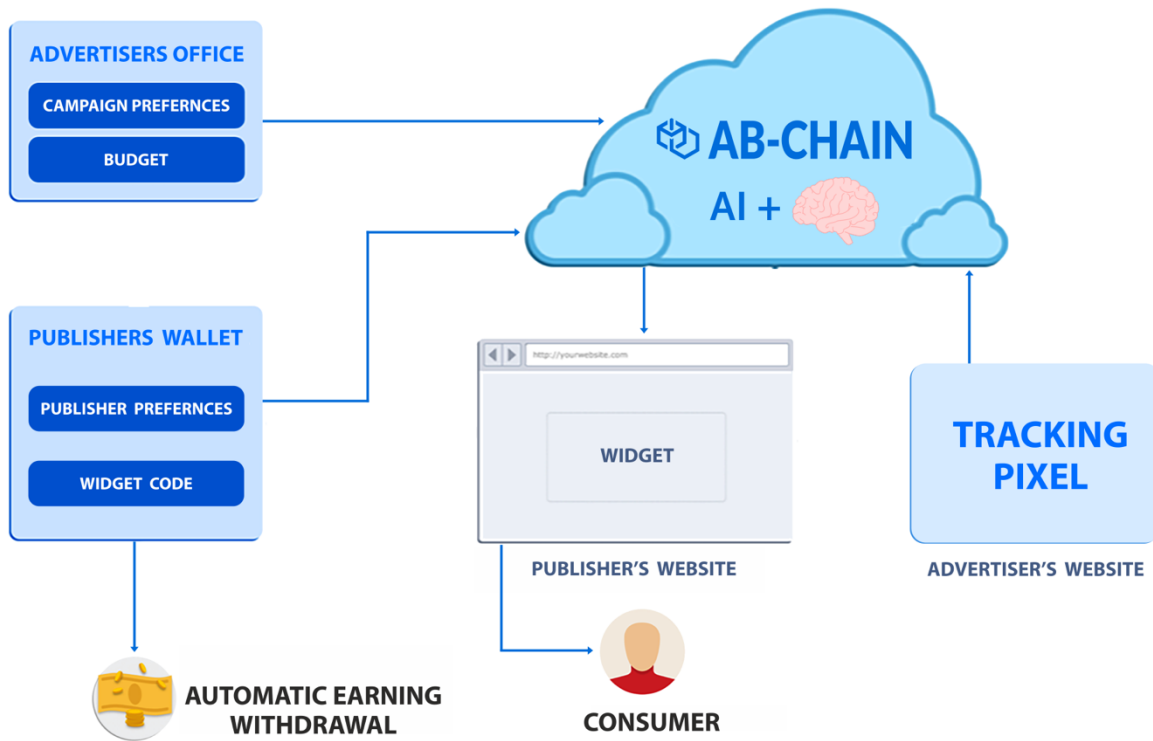 ADVERTISERS OFFICE
CAMPAIGN PREFERNCES
BUDGET
AB-CHAIN
AI +
PUBLISHERS WALLET
PUBLISHER PREFERNCES
WIDGET CODE
http://yourwebsite.com
WIDGET
PUBLISHER'S WEBSITE
TRACKING
PIXEL
ADVERTISER'S WEBSITE
AUTOMATIC EARNING
WITHDRAWAL
CONSUMER